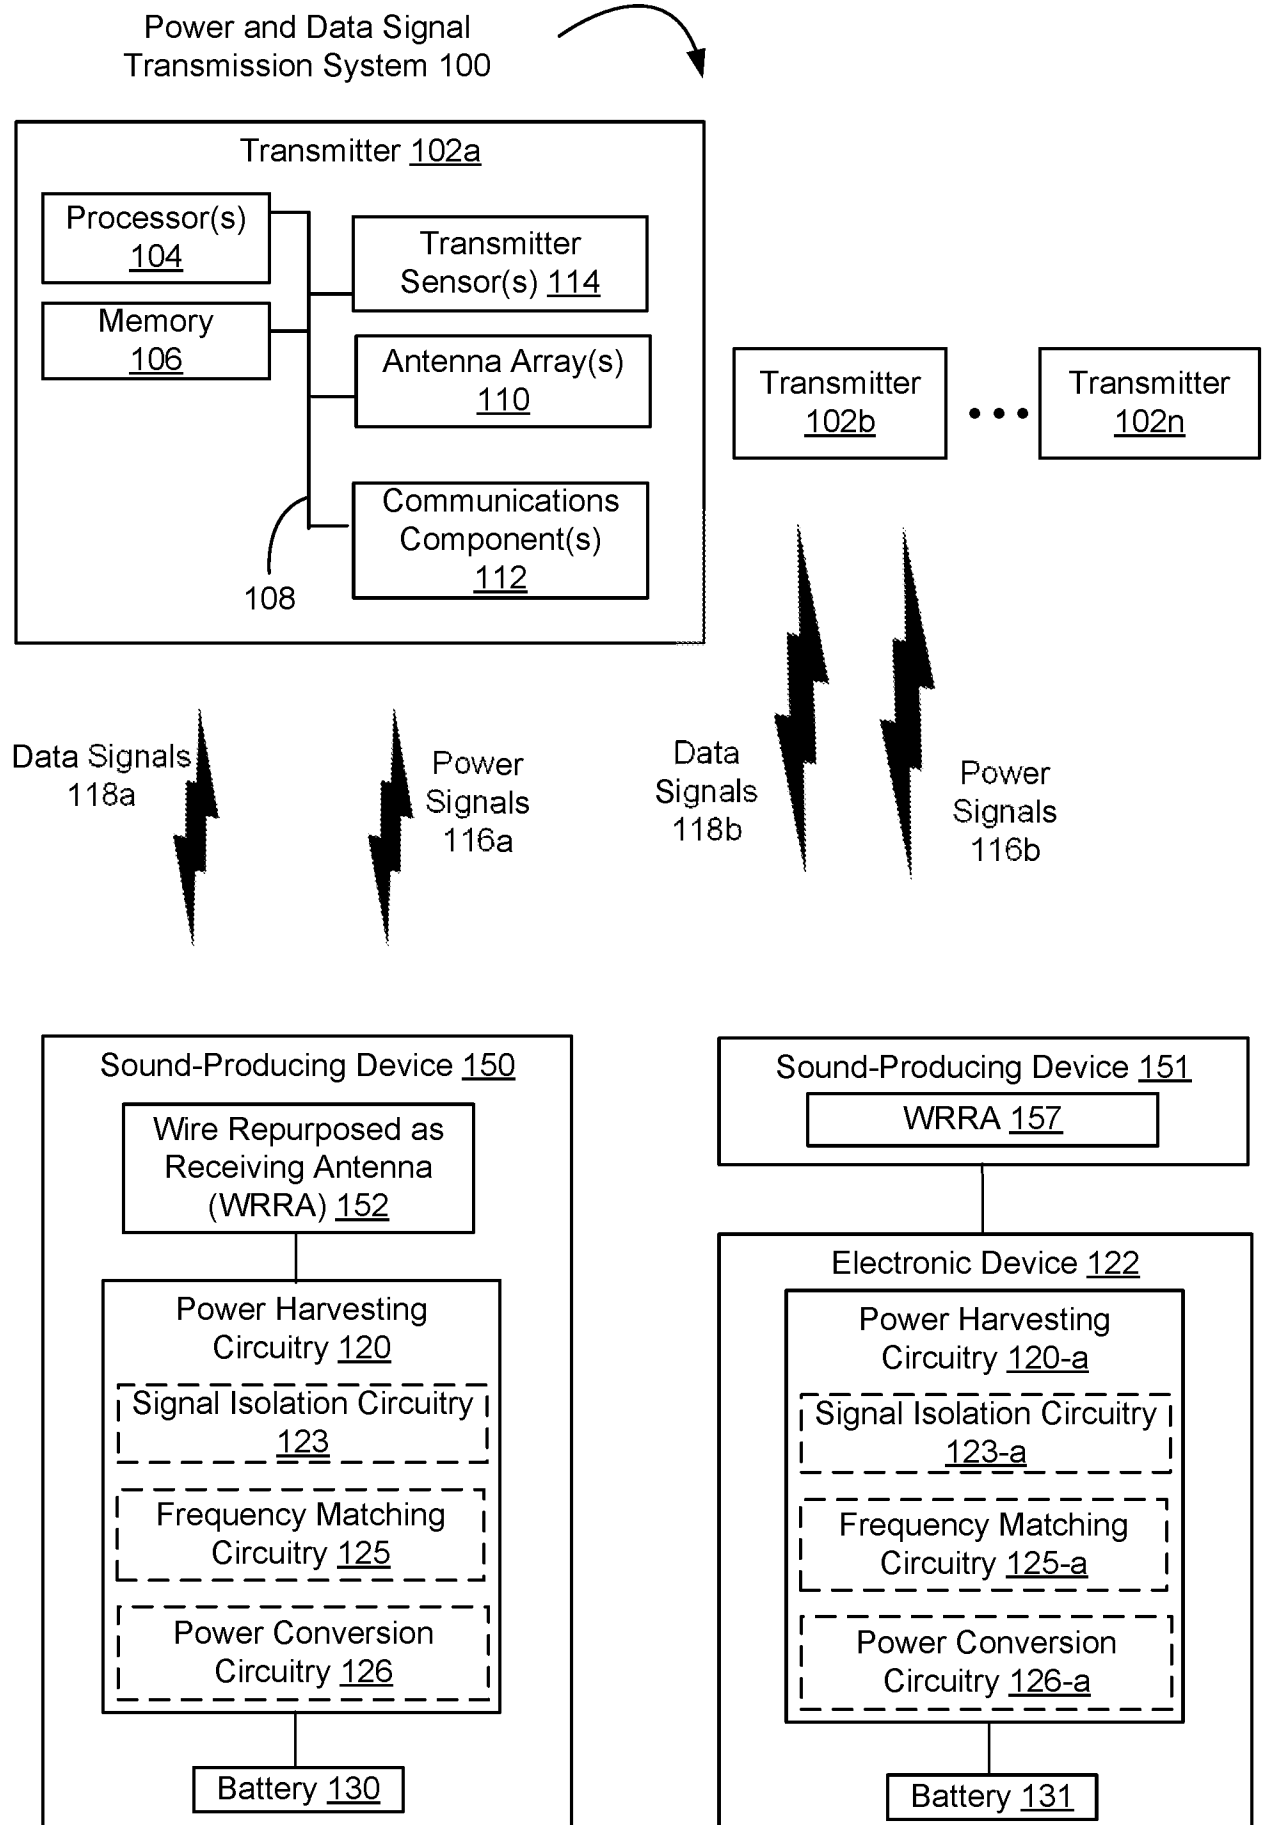 Power and Data Signal
Transmission System 100
Transmitter 102a
Processor(s)
104
Memory
106
Transmitter
Sensor(s) 114
Antenna Array(s)
110
Communications
Component(s)
112
108
Transmitter
102b
Transmitter
102n
Data Signals
118a
Power
Signals
116a
Data
Signals
118b
Power
Signals
116b
Sound-Producing Device 150
Wire Repurposed as
Receiving Antenna
(WRRA) 152
Power Harvesting
Circuitry 120
Signal Isolation Circuitry
123
Frequency Matching
Circuitry 125
Power Conversion
Circuitry 126
Battery 130
Sound-Producing Device 151
WRRA 157
Electronic Device 122
Power Harvesting
Circuitry 120-a
Signal Isolation Circuitry
123-a
Frequency Matching
Circuitry 125-a
Power Conversion
Circuitry 126-a
Battery 131